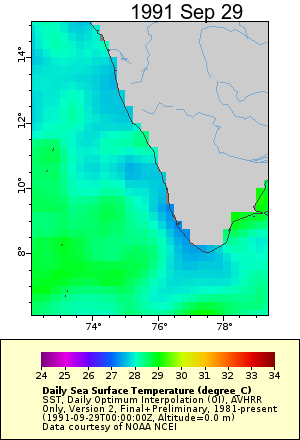 1991 Sep 29
14°
12°
10°
8°
74° 76° 78°
24 25 26 27 28 29 30 31 32 33 34
Daily Sea Surface Temperature (degree_C)
SST, Daily Optimum Interpolation (OI), AVHRR
Only, Version 2, Final+Preliminary, 1981-present
(1991-09-29T00:00:00Z, Altitude=0.0 m)
Data courtesy of NOAA NCEI